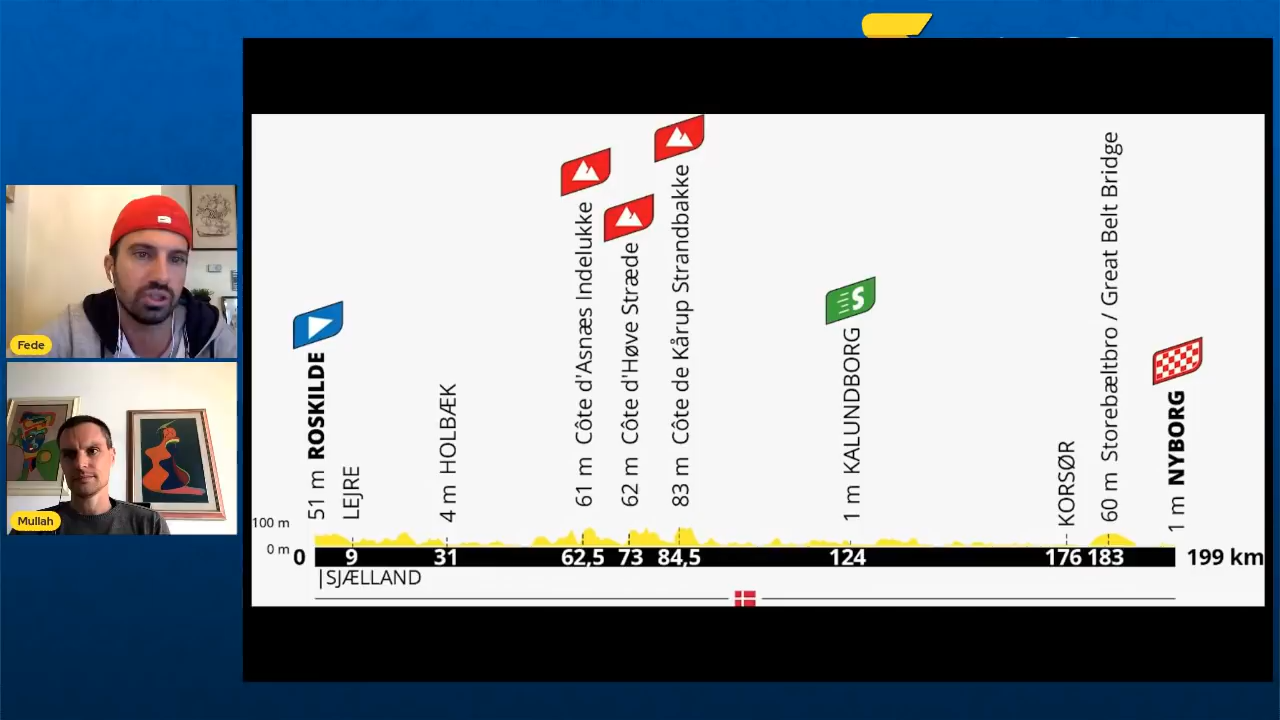 Fede
Mullah
51 m ROSKILDE
LEJRE
4 m HOLBÆK
61 m Côte d'Asnæs Indelukke
62 m Côte d'Høve Stræde
83 m Côte de Kårup Strandbakke
S
1 m KALUNDBORG
KORSØR
60 m Storebæltbro / Great Belt Bridge
1 m NYBORG
100 m
0 m
0 9 31 62,5 73 84,5 124 176 183 199 km
|SJÆLLAND